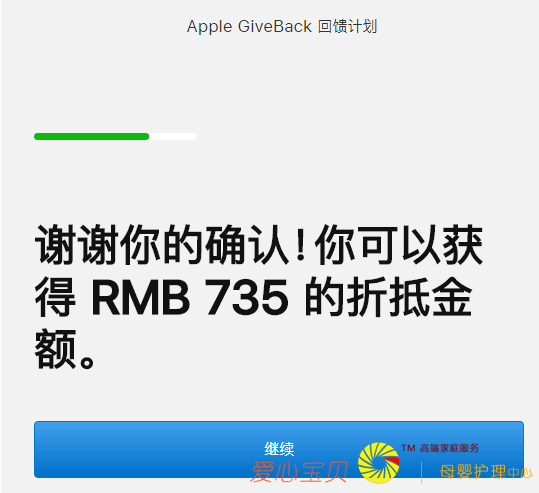 Apple GiveBack 回馈计划
谢谢你的确认!你可以获
得 RMB 735 的折抵金
额。
继续
爱心宝贝
TM 高端家庭服务
母婴护理中心